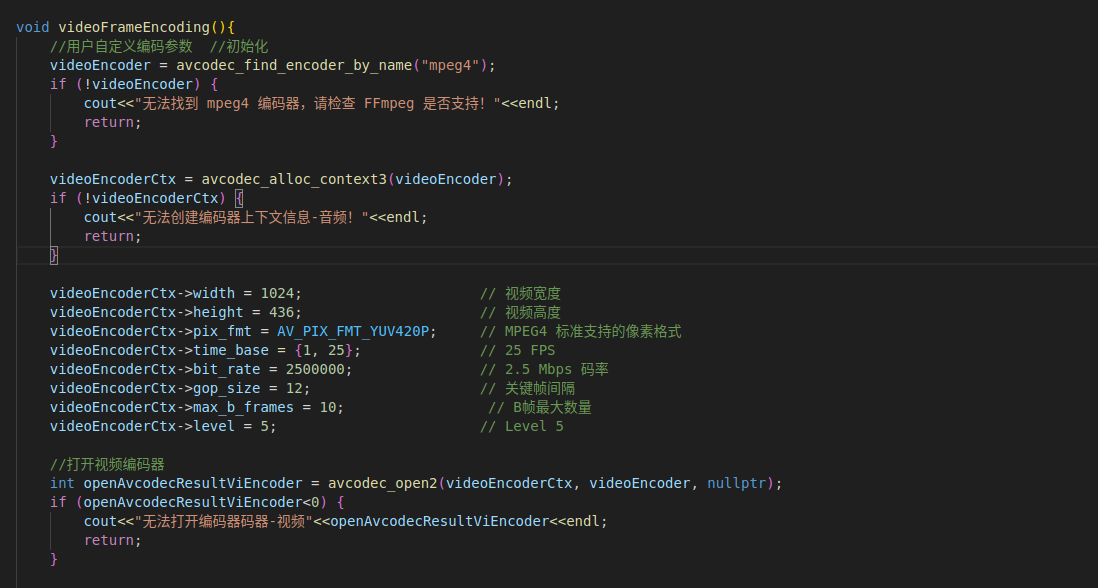 void videoFrameEncoding(){
//用户自定义编码参数  //初始化
videoEncoder = avcodec_find_encoder_by_name("mpeg4");
if (!videoEncoder) {
cout<<"无法找到 mpeg4 编码器，请检查 FFmpeg 是否支持！"<<endl;
return;
}
videoEncoderCtx = avcodec_alloc_context3(videoEncoder);
if (!videoEncoderCtx) {
cout<<"无法创建编码器上下文信息-音频！"<<endl;
return;
}
videoEncoderCtx->width = 1024; // 视频宽度
videoEncoderCtx->height = 436; // 视频高度
videoEncoderCtx->pix_fmt = AV_PIX_FMT_YUV420P; // MPEG4 标准支持的像素格式
videoEncoderCtx->time_base = {1, 25}; // 25 FPS
videoEncoderCtx->bit_rate = 2500000; // 2.5 Mbps 码率
videoEncoderCtx->gop_size = 12; // 关键帧间隔
videoEncoderCtx->max_b_frames = 10; // B帧最大数量
videoEncoderCtx->level = 5; // Level 5
//打开视频编码器
int openAvcodecResultViEncoder = avcodec_open2(videoEncoderCtx, videoEncoder, nullptr);
if (openAvcodecResultViEncoder<0) {
cout<<"无法打开编码器码器-视频"<<openAvcodecResultViEncoder<<endl;
return;
}